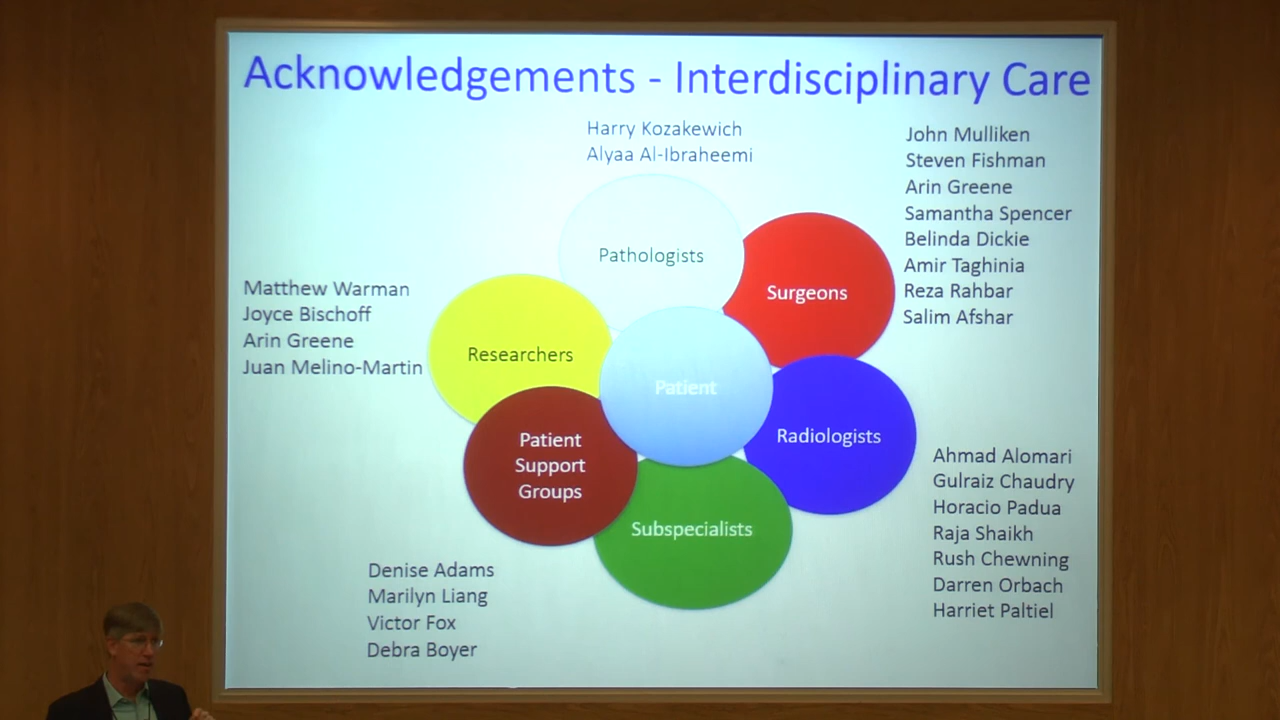 Acknowledgements - Interdisciplinary Care
Harry Kozakewich
Alyaa Al-Ibraheemi
John Mulliken
Steven Fishman
Arin Greene
Samantha Spencer
Belinda Dickie
Amir Taghinia
Reza Rahbar
Salim Afshar
Pathologists
Surgeons
Matthew Warman
Joyce Bischoff
Arin Greene
Juan Melino-Martin
Researchers
Patient
Radiologists
Patient
Support
Groups
Ahmad Alomari
Gulraiz Chaudry
Horacio Padua
Raja Shaikh
Rush Chewning
Darren Orbach
Harriet Paltiel
Subspecialists
Denise Adams
Marilyn Liang
Victor Fox
Debra Boyer